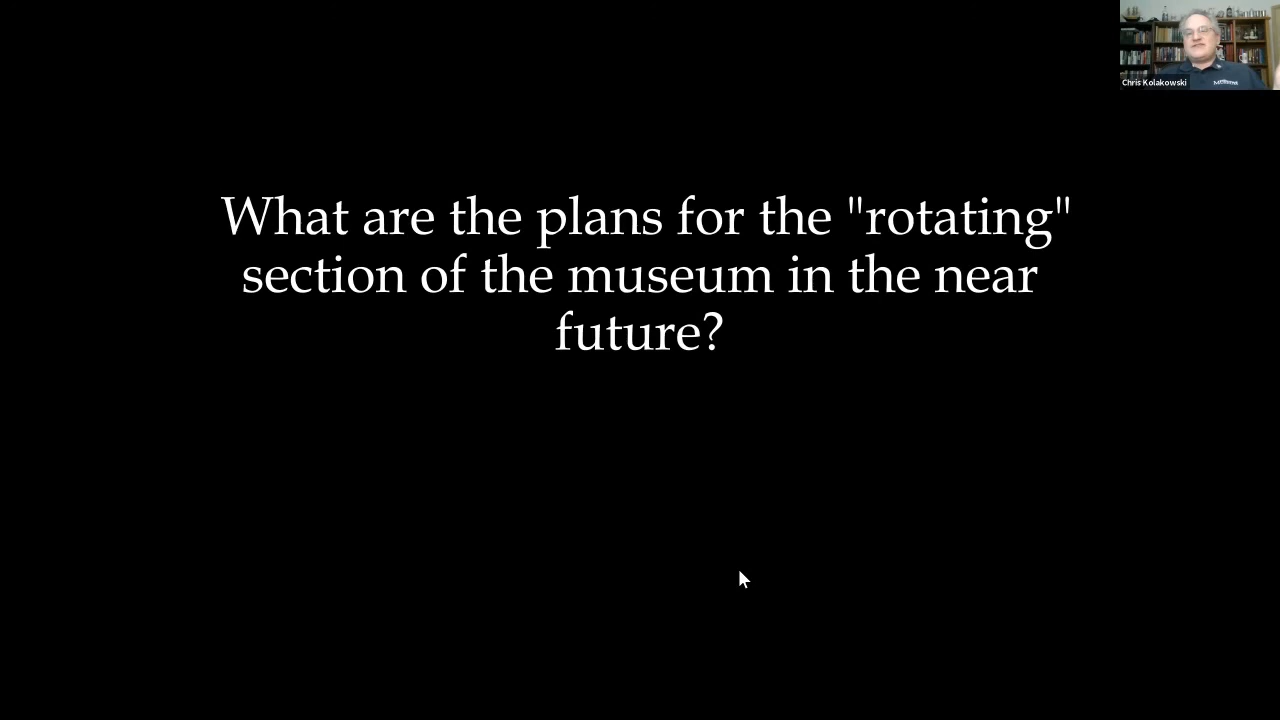 Chris Kolakowski
What are the plans for the "rotating"
section of the museum in the near
future?